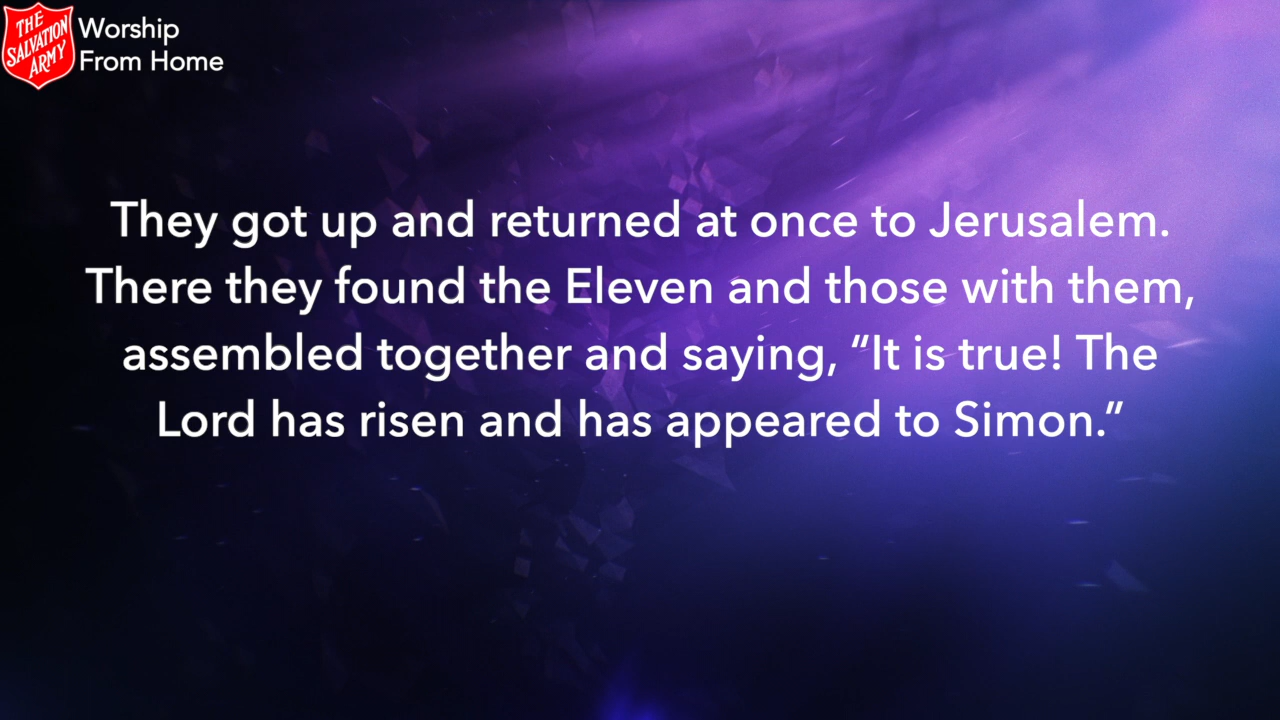 THE
SALVATION
ARMY
Worship
From Home
They got up and returned at once to Jerusalem.
There they found the Eleven and those with them,
assembled together and saying, “It is true! The
Lord has risen and has appeared to Simon.”